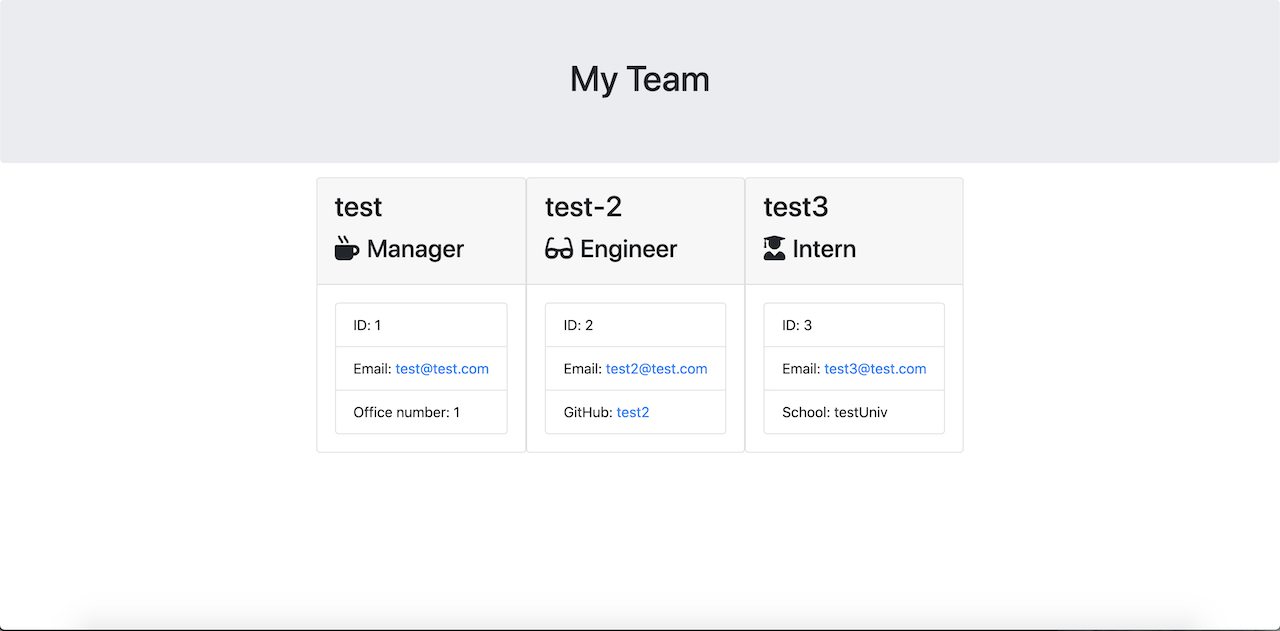 My Team
test
Manager
ID: 1
Email: test@test.com
Office number: 1
test-2
Engineer
ID: 2
Email: test2@test.com
GitHub: test2
test3
Intern
ID: 3
Email: test3@test.com
School: testUniv